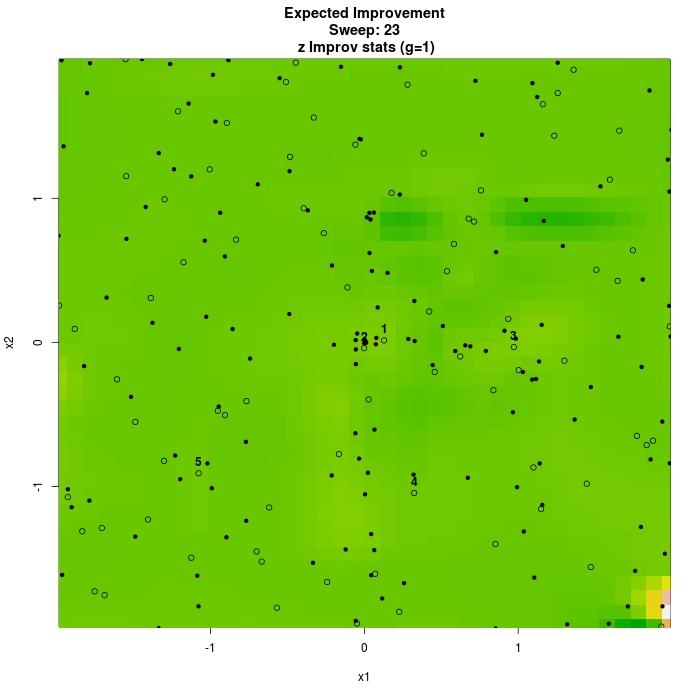 Expected Improvement
Sweep: 23
z Improv stats (g=1)
x2
1
0
-1
1
2
3
4
5
-1
0
1
x1